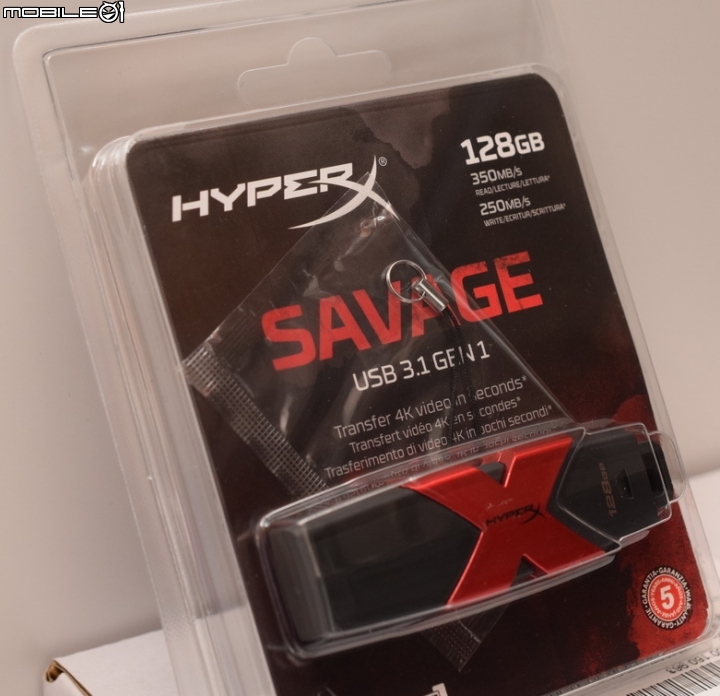 MOBILE01
HYPERX®
128GB
350MB/s
READ/LECTURE/LETTURA*
250MB/s
WRITE/ECRITUR/SCRITTURA*
SAVAGE
USB 3.1 GEN 1
Transfer 4K video in seconds*
Transfert vidéo 4K en secondes*
Trasferimento di video 4K in pochi secondi*
HYPERX
128GB
5